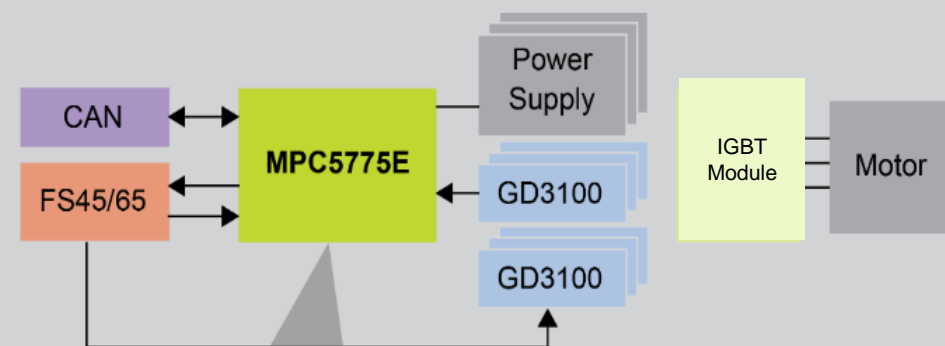 CAN
FS45/65
MPC5775E
Power
Supply
GD3100
GD3100
IGBT
Module
Motor